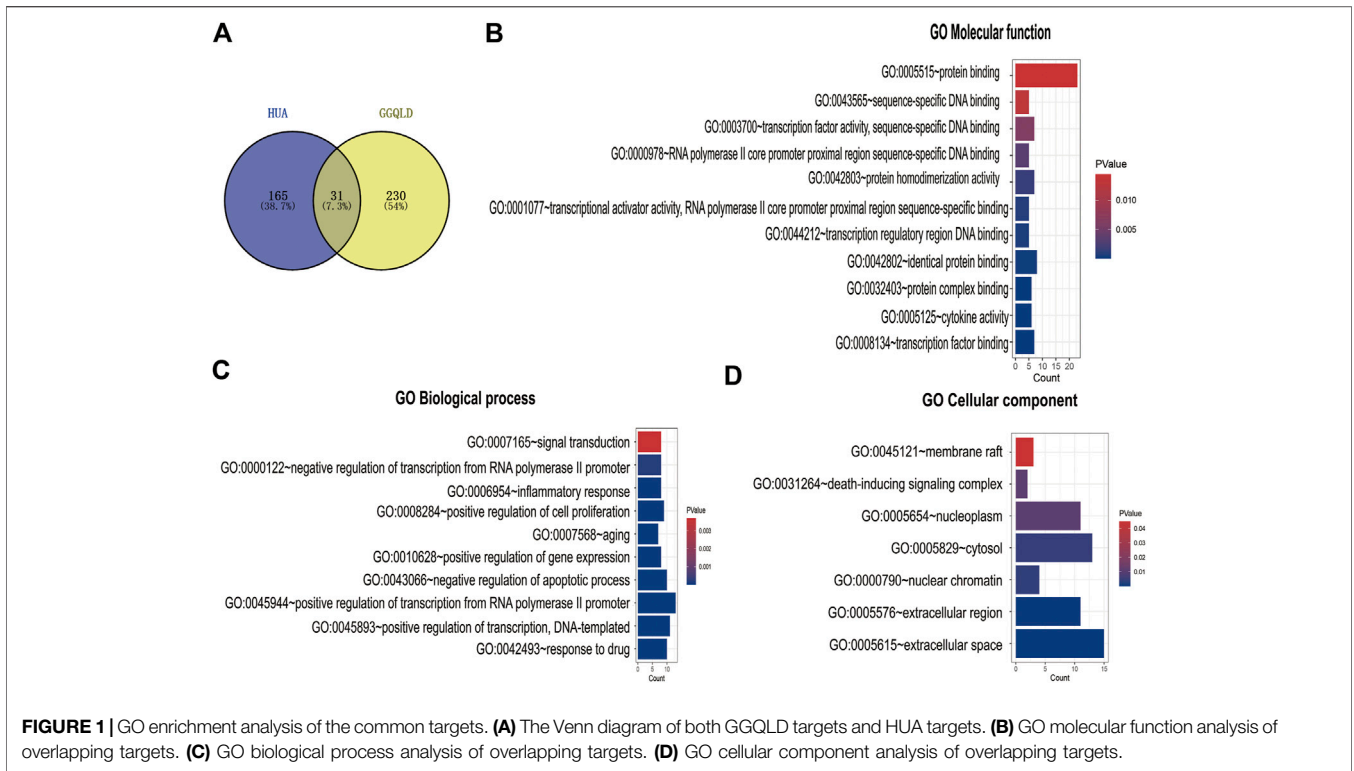 A
HUA
GGQLD
165
(38.7%)
31
(7.3%)
230
(54%)
B
GO Molecular function
GO:0005515~protein binding
GO:0043565~sequence-specific DNA binding
GO:0003700~transcription factor activity, sequence-specific DNA binding
GO:0000978~RNA polymerase II core promoter proximal region sequence-specific DNA binding
GO:0042803~protein homodimerization activity
GO:0001077~transcriptional activator activity, RNA polymerase II core promoter proximal region sequence-specific binding
GO:0044212~transcription regulatory region DNA binding
GO:0042802~identical protein binding
GO:0032403~protein complex binding
GO:0005125~cytokine activity
GO:0008134~transcription factor binding
0 5 10 15 20
Count
PValue
0.010
0.005
C
GO Biological process
GO:0007165~signal transduction
GO:0000122~negative regulation of transcription from RNA polymerase II promoter
GO:0006954~inflammatory response
GO:0008284~positive regulation of cell proliferation
GO:0007568~aging
GO:0010628~positive regulation of gene expression
GO:0043066~negative regulation of apoptotic process
GO:0045944~positive regulation of transcription from RNA polymerase II promoter
GO:0045893~positive regulation of transcription, DNA-templated
GO:0042493~response to drug
0 5 10
Count
PValue
0.003
0.002
0.001
D
GO Cellular component
GO:0045121~membrane raft
GO:0031264~death-inducing signaling complex
GO:0005654~nucleoplasm
GO:0005829~cytosol
GO:0000790~nuclear chromatin
GO:0005576~extracellular region
GO:0005615~extracellular space
0 5 10 15
Count
PValue
0.04
0.03
0.02
0.01
FIGURE 1 | GO enrichment analysis of the common targets. (A) The Venn diagram of both GGQLD targets and HUA targets. (B) GO molecular function analysis of
overlapping targets. (C) GO biological process analysis of overlapping targets. (D) GO cellular component analysis of overlapping targets.